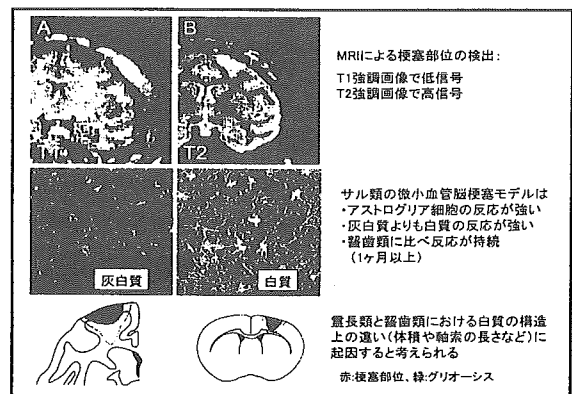 A
B
T1
T2
MRIによる梗塞部位の検出:
T1強調画像で低信号
T2強調画像で高信号
灰白質
白質
サル類の微小血管脳梗塞モデルは
・アストログリア細胞の反応が強い
・灰白質よりも白質の反応が強い
・齧歯類に比べ反応が持続
(1ヶ月以上)
霊長類と齧歯類における白質の構造
上の違い(体積や軸索の長さなど)に
起因すると考えられる
赤:梗塞部位、緑:グリオーシス